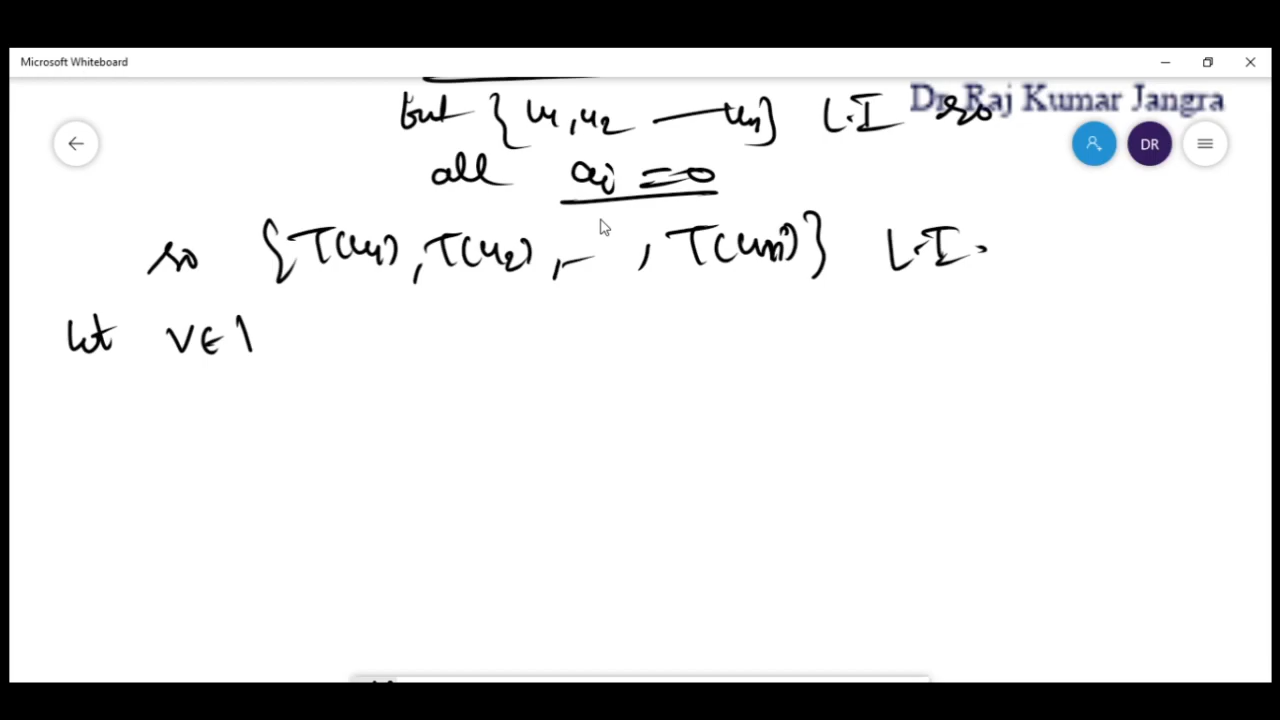 Microsoft Whiteboard
Dr Raj Kumar Jangra
but {u1, u2 — un} L.I so
DR
all ai = 0
so {T(u1), T(u2), - , T(un)} L.I.
let v ∈